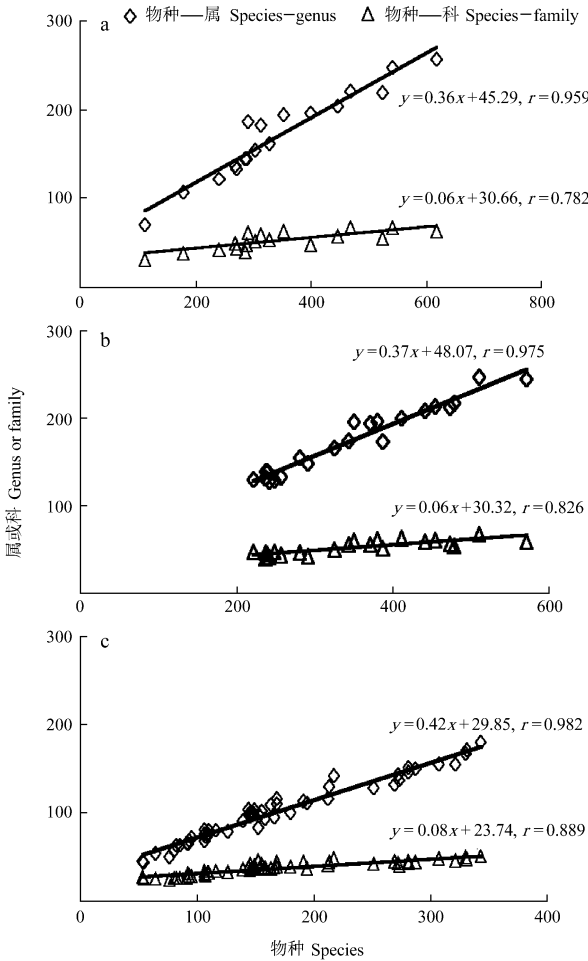 a
◇ 物种—属 Species-genus △ 物种—科 Species-family
300
y=0.36x+45.29, r=0.959
200
y=0.06x+30.66, r=0.782
100
0 200 400 600 800
b
300
y=0.37x+48.07, r=0.975
200
y=0.06x+30.32, r=0.826
100
0 200 400 600
属或科 Genus or family
c
300
y=0.42x+29.85, r=0.982
200
y=0.08x+23.74, r=0.889
100
0 100 200 300 400
物种 Species